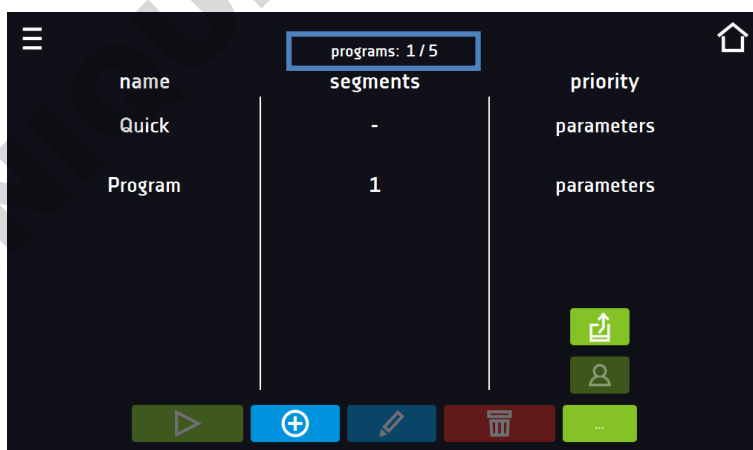 programs: 1 / 5
name segments priority
Quick - parameters
Program 1 parameters
...